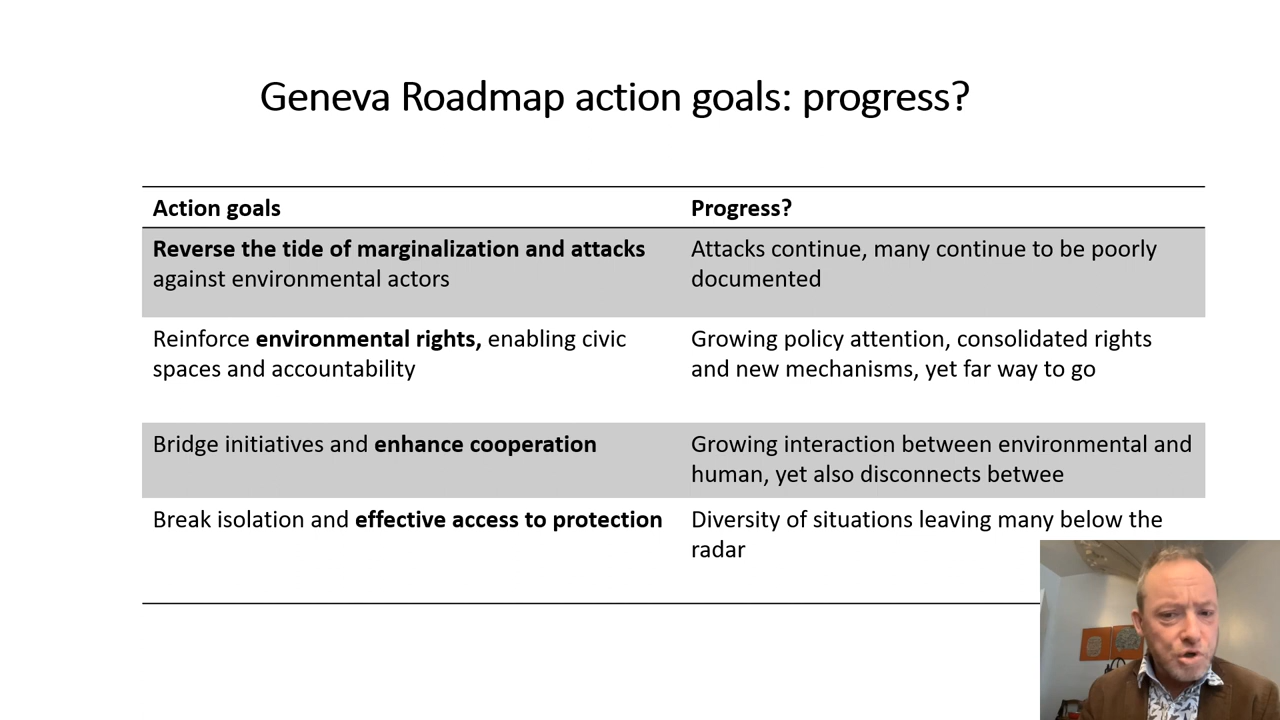 Geneva Roadmap action goals: progress?
Action goals
Progress?
Reverse the tide of marginalization and attacks
against environmental actors
Attacks continue, many continue to be poorly
documented
Reinforce environmental rights, enabling civic
spaces and accountability
Growing policy attention, consolidated rights
and new mechanisms, yet far way to go
Bridge initiatives and enhance cooperation
Growing interaction between environmental and
human, yet also disconnects betwee
Break isolation and effective access to protection
Diversity of situations leaving many below the
radar